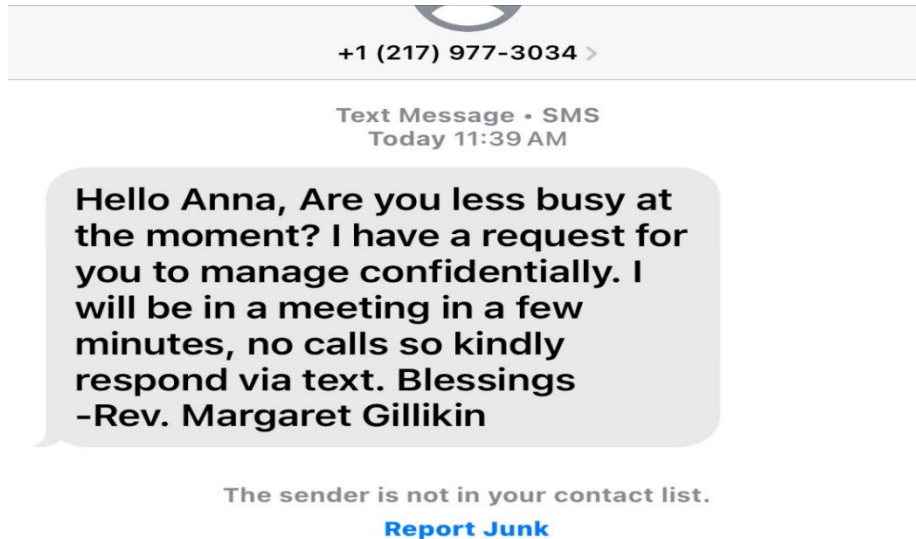 +1 (217) 977-3034 >
Text Message • SMS
Today 11:39 AM
Hello Anna, Are you less busy at
the moment? I have a request for
you to manage confidentially. I
will be in a meeting in a few
minutes, no calls so kindly
respond via text. Blessings
-Rev. Margaret Gillikin
The sender is not in your contact list.
Report Junk